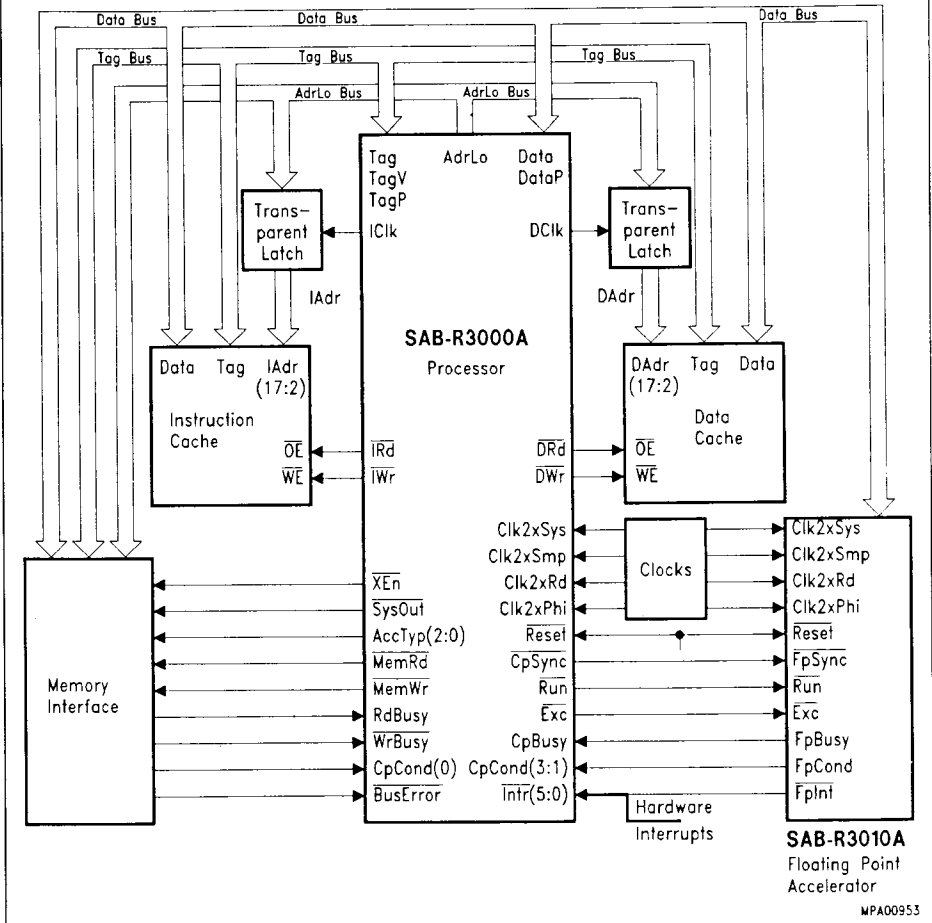 Data Bus
Data Bus
Data Bus
Tag Bus
Tag Bus
Tag Bus
AdrLo Bus
AdrLo Bus
Tag
TagV
TagP
AdrLo
Data
DataP
Trans-
parent
Latch
IClk
DClk
Trans-
parent
Latch
IAdr
DAdr
SAB-R3000A
Processor
Data Tag IAdr
(17:2)
Instruction
Cache
OE
WE
IRd
IWr
DRd
DWr
DAdr Tag Data
(17:2)
Data
Cache
OE
WE
Clk2xSys
Clk2xSmp
Clk2xRd
Clk2xPhi
Reset
CpSync
Run
Exc
CpBusy
CpCond(3:1)
Intr(5:0)
Clocks
Clk2xSys
Clk2xSmp
Clk2xRd
Clk2xPhi
Reset
FpSync
Run
Exc
FpBusy
FpCond
FpInt
Memory
Interface
XEn
SysOut
AccTyp(2:0)
MemRd
MemWr
RdBusy
WrBusy
CpCond(0)
BusError
Hardware
Interrupts
SAB-R3010A
Floating Point
Accelerator
MPA00953